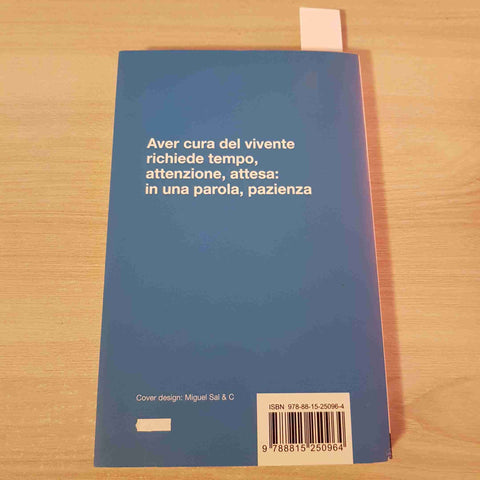 Aver cura del vivente
richiede tempo,
attenzione, attesa:
in una parola, pazienza
Cover design: Miguel Sal & C
ISBN 978-88-15-25096-4
9 788815 250964